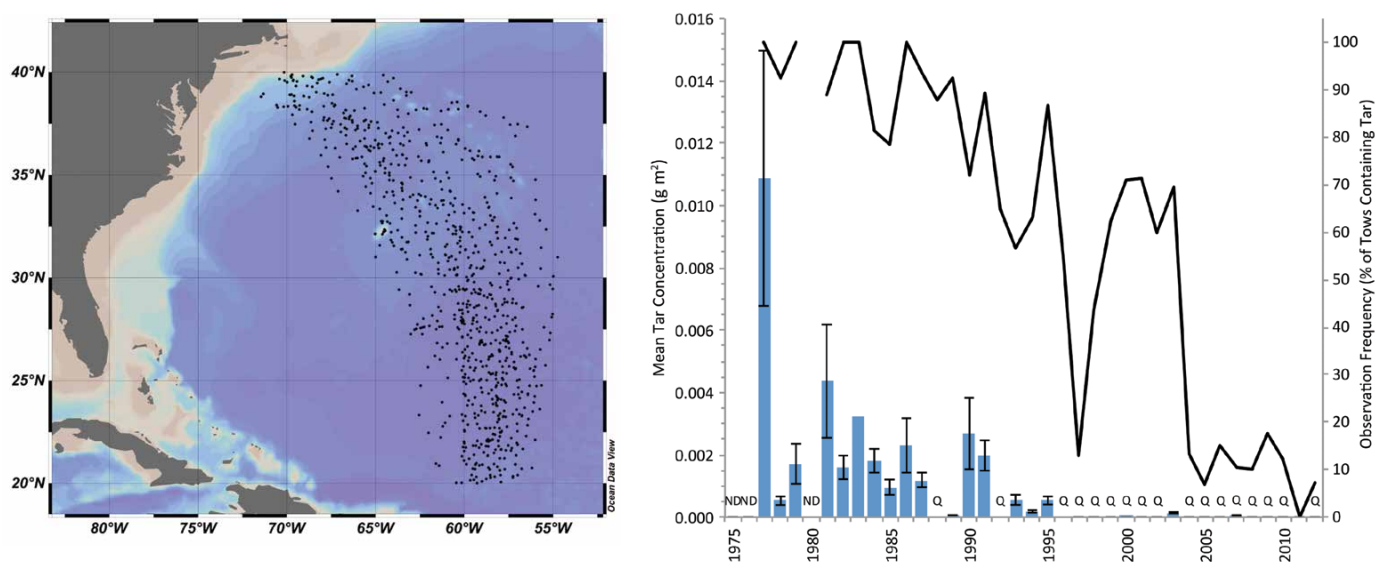 40°N
35°N
30°N
25°N
20°N
80°W
75°W
70°W
65°W
60°W
55°W
Ocean Data View
Mean Tar Concentration (g m²)
0.016
0.014
0.012
0.010
0.008
0.006
0.004
0.002
0.000
NDND
ND
Q
Q
Q Q Q Q Q Q Q
Q Q Q Q Q Q Q
Q
1975
1980
1985
1990
1995
2000
2005
2010
100
90
80
70
60
50
40
30
20
10
0
Observation Frequency (% of Tows Containing Tar)